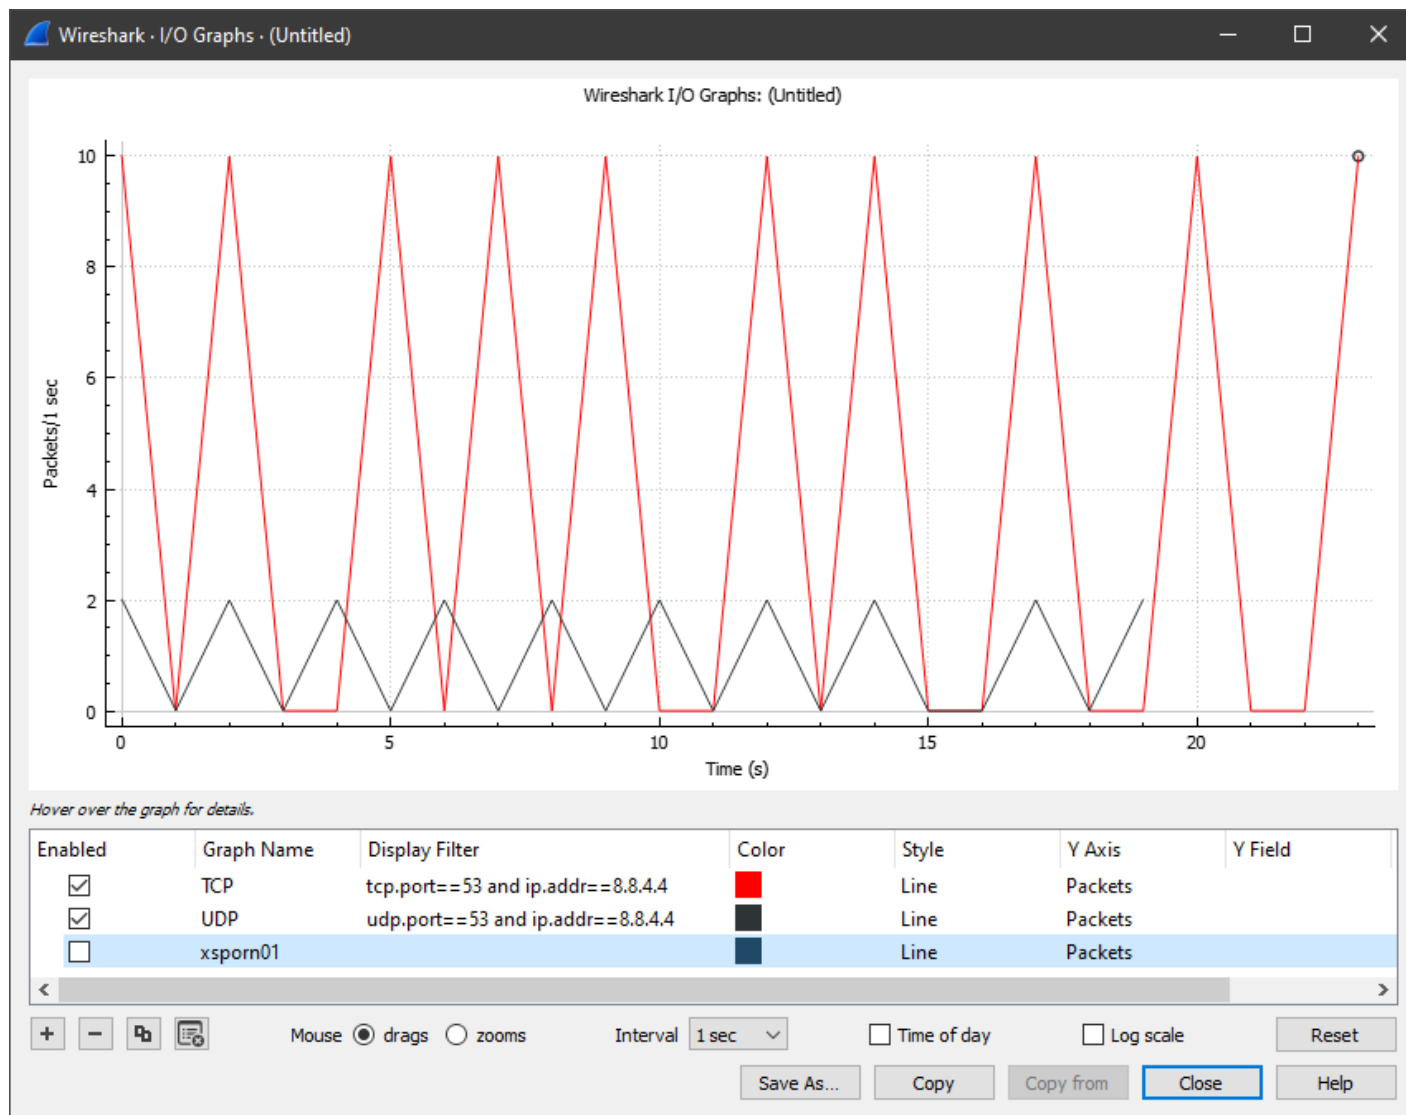 Wireshark · I/O Graphs · (Untitled)
Wireshark I/O Graphs: (Untitled)
10
8
6
4
2
0
Packets/1 sec
0 5 10 15 20
Time (s)
Hover over the graph for details.
Enabled Graph Name Display Filter Color Style Y Axis Y Field
TCP tcp.port==53 and ip.addr==8.8.4.4 Line Packets
UDP udp.port==53 and ip.addr==8.8.4.4 Line Packets
xsporn01 Line Packets
Mouse drags zooms Interval 1 sec Time of day Log scale Reset
Save As... Copy Copy from Close Help